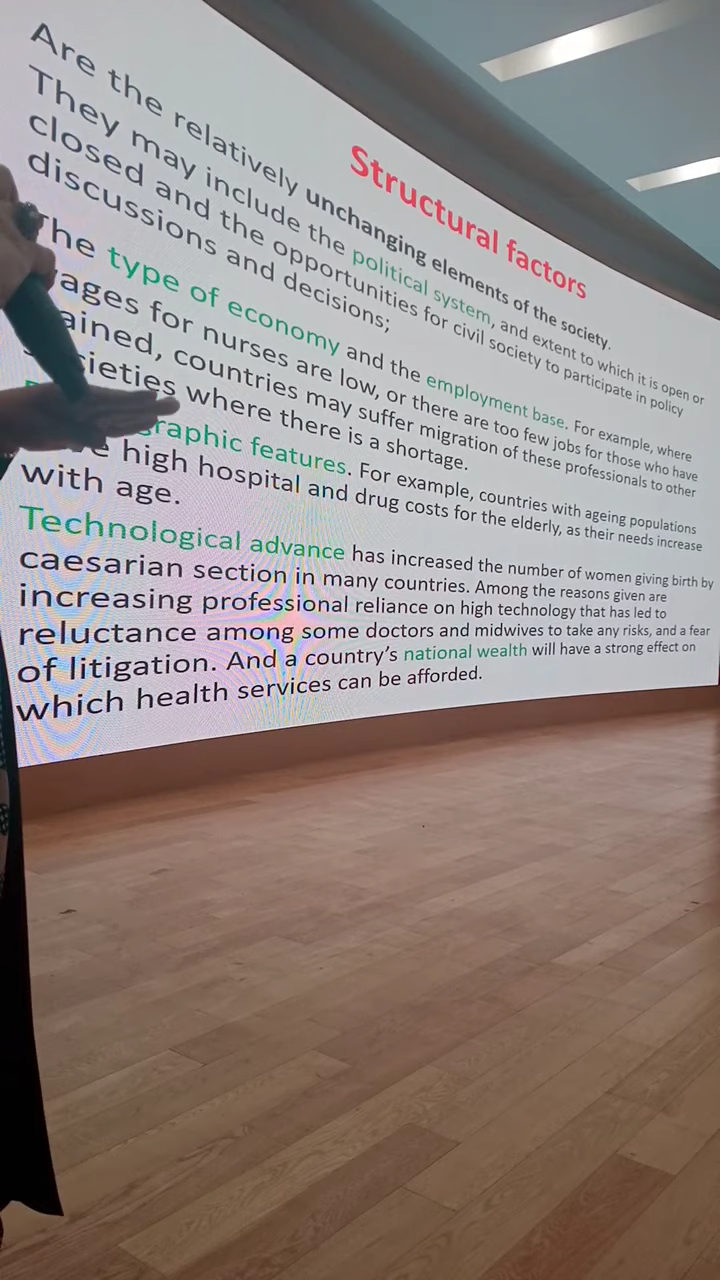 Structural factors
Are the relatively unchanging elements of the society.
They may include the political system, and extent to which it is open or
closed and the opportunities for civil society to participate in policy
discussions and decisions;
The type of economy and the employment base. For example, where
wages for nurses are low, or there are too few jobs for those who have
ained, countries may suffer migration of these professionals to other
societies where there is a shortage.
raphic features. For example, countries with ageing populations
high hospital and drug costs for the elderly, as their needs increase
with age.
Technological advance has increased the number of women giving birth by
caesarian section in many countries. Among the reasons given are
increasing professional reliance on high technology that has led to
reluctance among some doctors and midwives to take any risks, and a fear
of litigation. And a country's national wealth will have a strong effect on
which health services can be afforded.